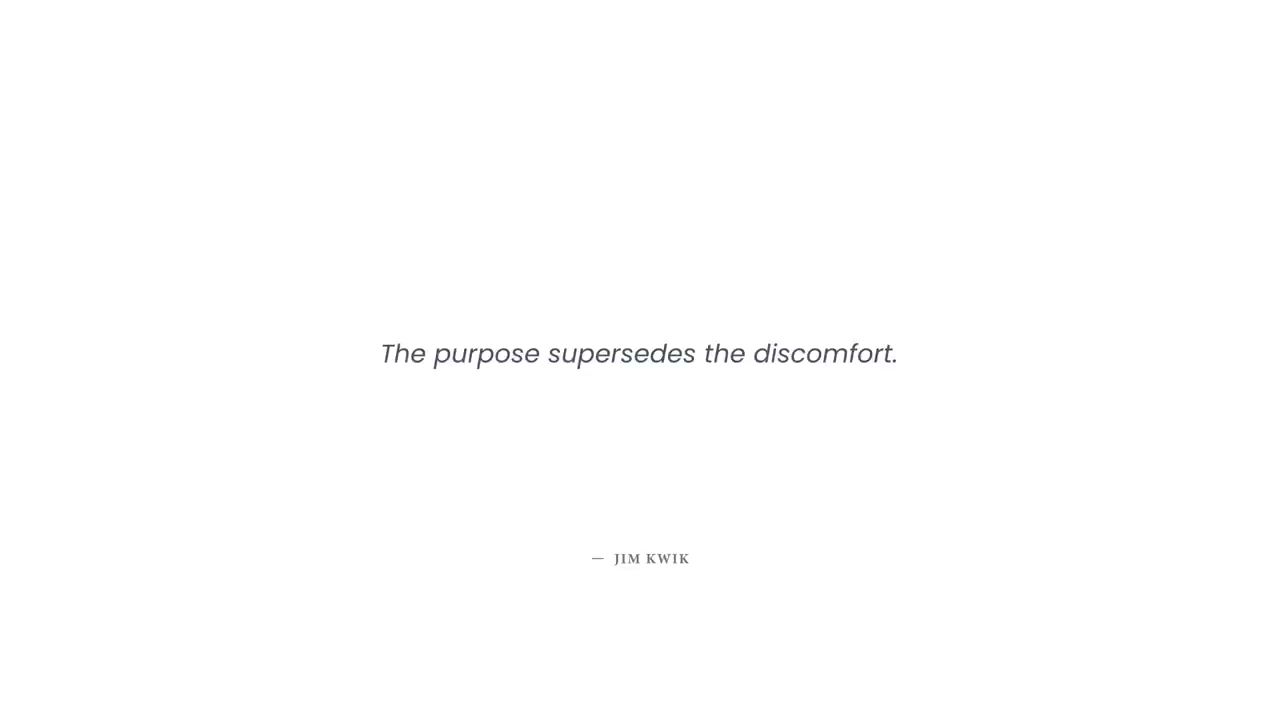 The purpose supersedes the discomfort.
— JIM KWIK